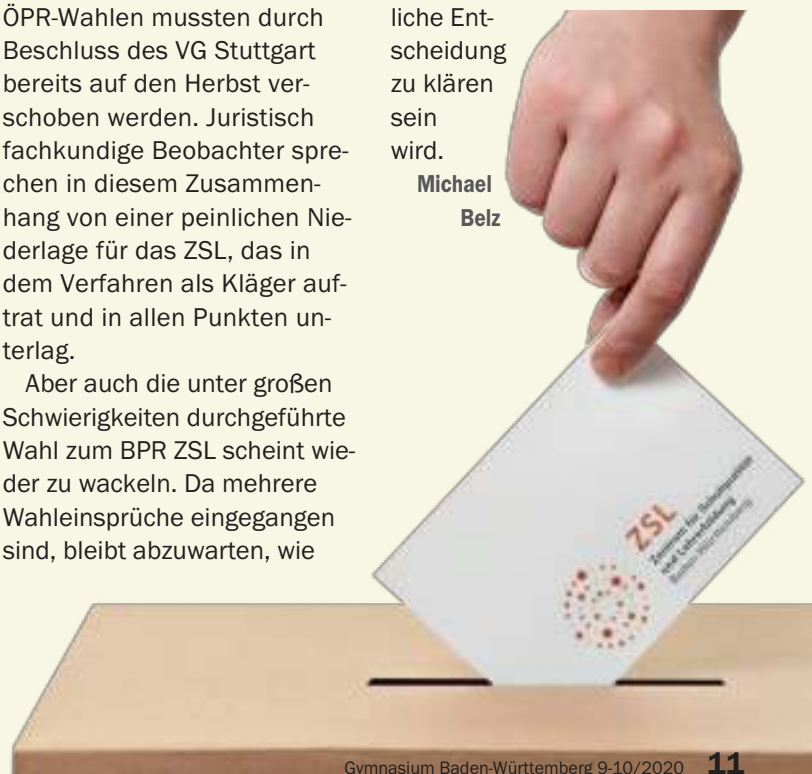 ÖPR-Wahlen mussten durch
Beschluss des VG Stuttgart
bereits auf den Herbst ver-
schoben werden. Juristisch
fachkundige Beobachter spre-
chen in diesem Zusammen-
hang von einer peinlichen Nie-
derlage für das ZSL, das in
dem Verfahren als Kläger auf-
trat und in allen Punkten un-
terlag.
Aber auch die unter großen
Schwierigkeiten durchgeführte
Wahl zum BPR ZSL scheint wie-
der zu wackeln. Da mehrere
Wahleinsprüche eingegangen
sind, bleibt abzuwarten, wie
liche Ent-
scheidung
zu klären
sein
wird.
Michael
Belz
ZSL
Zentrum für Schulqualität
und Lehrerbildung
Baden-Württemberg
Gymnasium Baden-Württemberg 9-10/2020 11